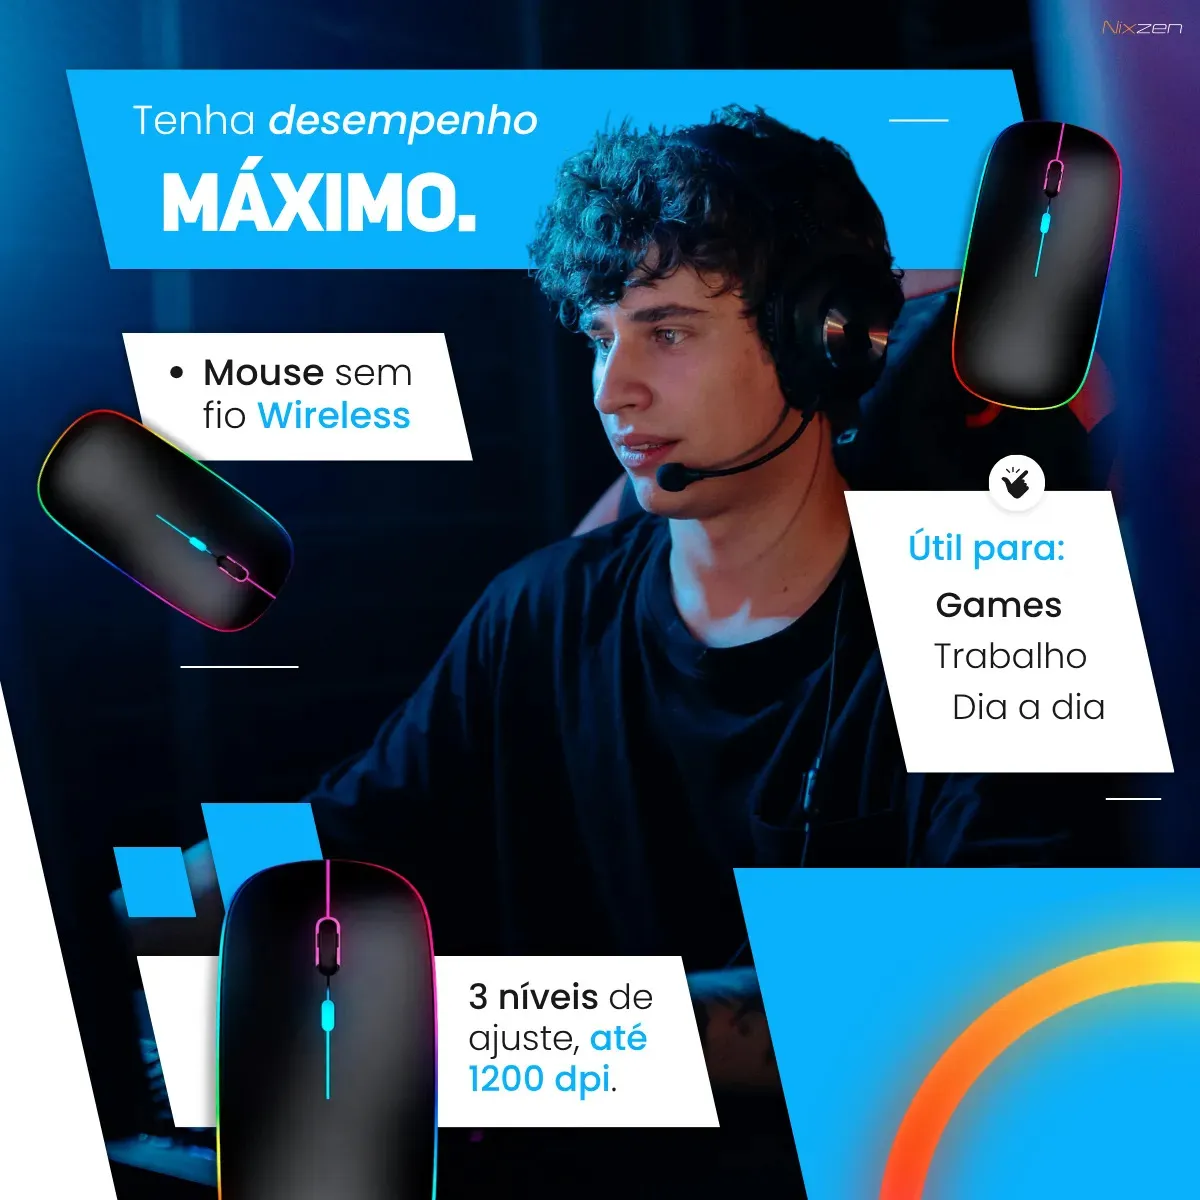 Nixzen
Tenha desempenho
MÁXIMO.
• Mouse sem
fio Wireless
Útil para:
Games
Trabalho
Dia a dia
3 níveis de
ajuste, até
1200 dpi.